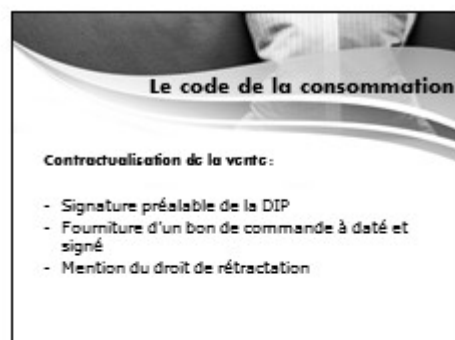 Le code de la consommation
Contractualisation de la vente :
- Signature préalable de la DIP
- Fourniture d'un bon de commande à daté et
signé
- Mention du droit de rétractation